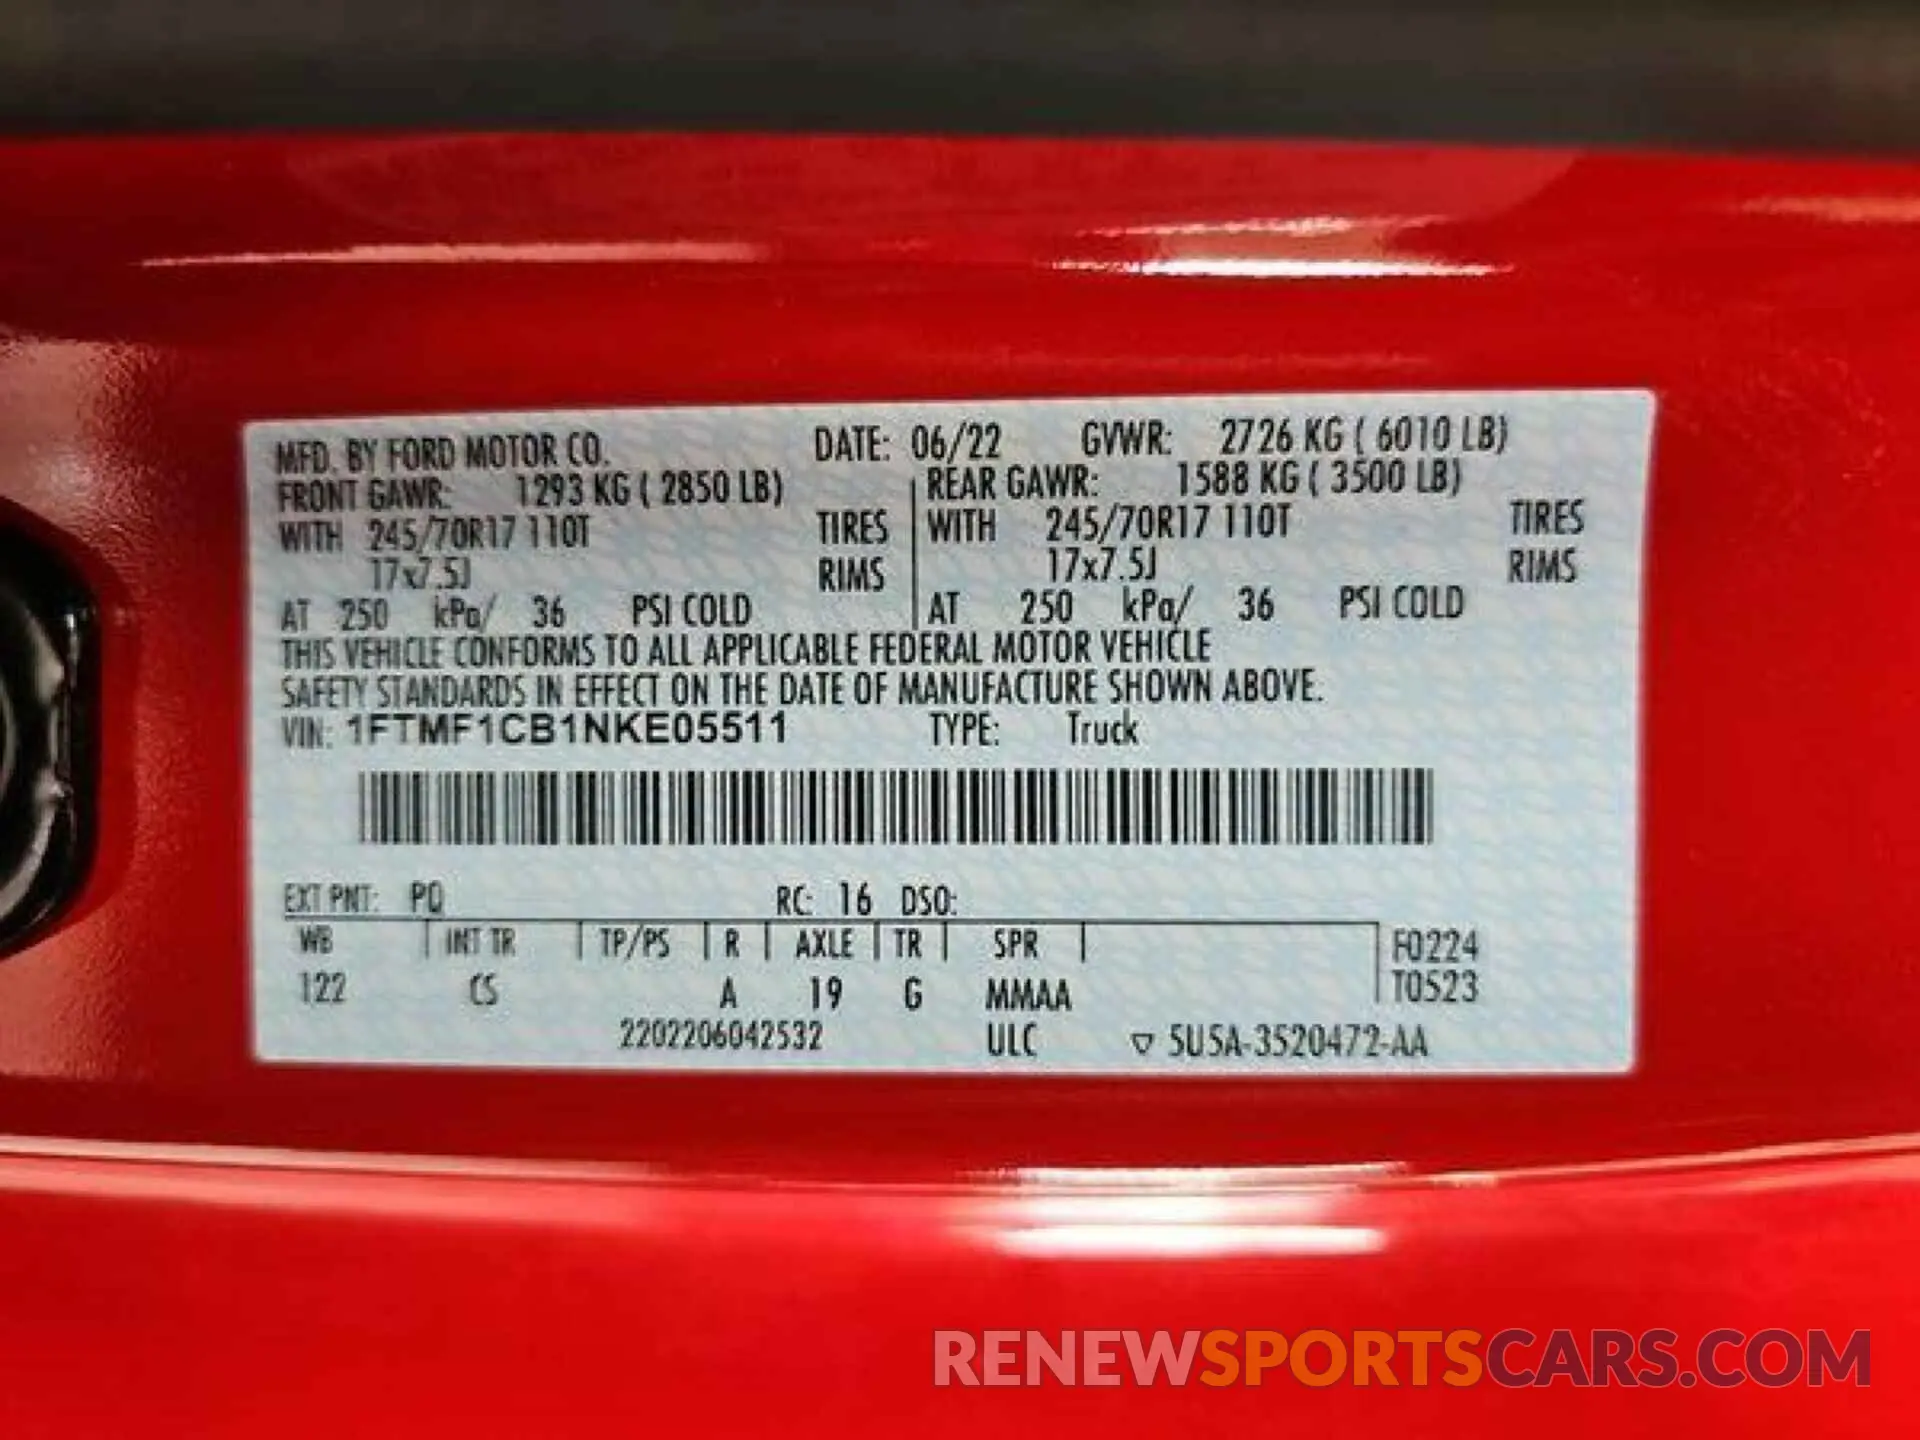 MFD. BY FORD MOTOR CO. DATE: 06/22 GVWR: 2726 KG ( 6010 LB)
FRONT GAWR: 1293 KG ( 2850 LB) REAR GAWR: 1588 KG ( 3500 LB)
WITH 245/70R17 110T TIRES WITH 245/70R17 110T TIRES
17x7.5J RIMS 17x7.5J RIMS
AT 250 kPa/ 36 PSI COLD AT 250 kPa/ 36 PSI COLD
THIS VEHICLE CONFORMS TO ALL APPLICABLE FEDERAL MOTOR VEHICLE
SAFETY STANDARDS IN EFFECT ON THE DATE OF MANUFACTURE SHOWN ABOVE.
VIN: 1FTMF1CB1NKE05511 TYPE: Truck
EXT PNT: PQ RC: 16 DSO:
WB INT TR TP/PS R AXLE TR SPR F0224
122 CS A 19 G MMAA T0523
2202206042532 ULC ▽ 5U5A-3520472-AA
RENEWSPORTSCARS.COM